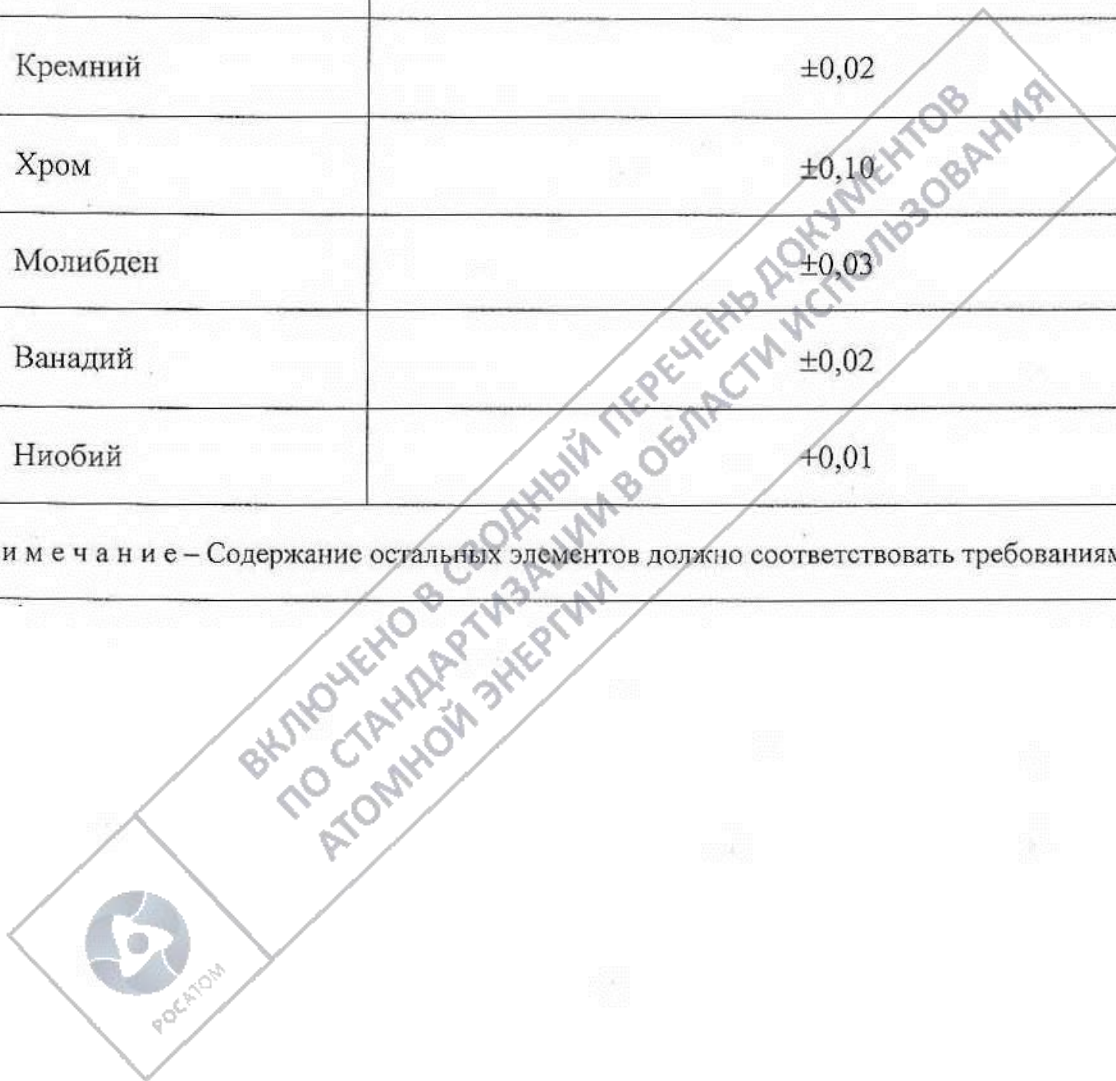 Кремний ±0,02
Хром ±0,10
Молибден ±0,03
Ванадий ±0,02
Ниобий +0,01
и м е ч а н и е – Содержание остальных элементов должно соответствовать требованиям
ВКЛЮЧЕНО В СВОДНЫЙ ПЕРЕЧЕНЬ ДОКУМЕНТОВ
ПО СТАНДАРТИЗАЦИИ В ОБЛАСТИ ИСПОЛЬЗОВАНИЯ
АТОМНОЙ ЭНЕРГИИ
РОСАТОМ